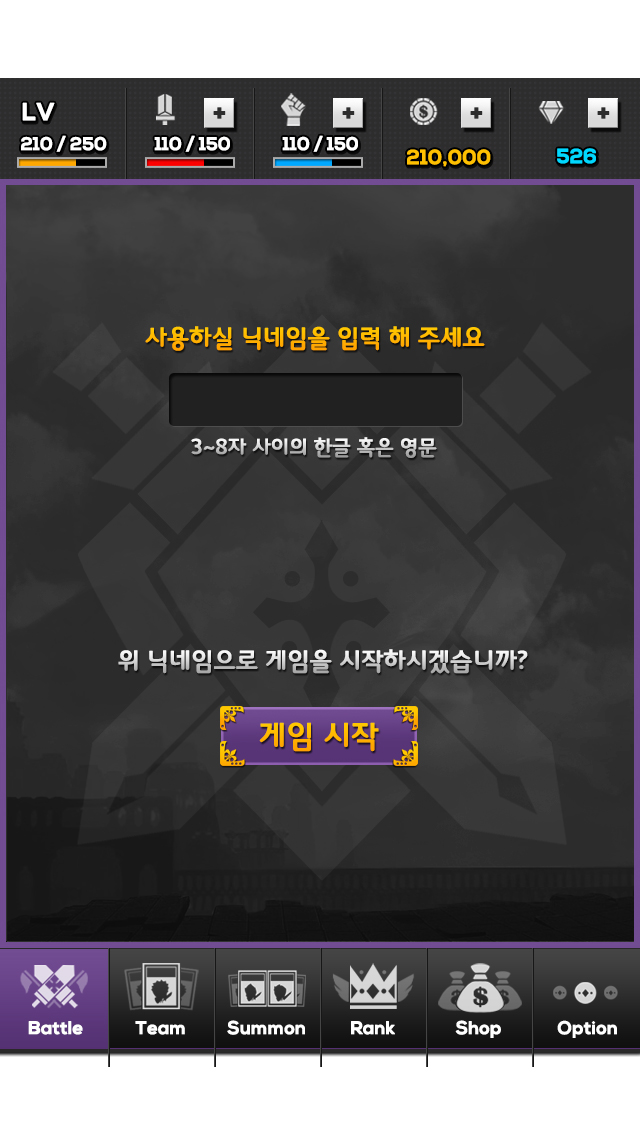 LV
210 / 250
110 / 150
110 / 150
210,000
526
사용하실 닉네임을 입력 해 주세요
3~8자 사이의 한글 혹은 영문
위 닉네임으로 게임을 시작하시겠습니까?
게임 시작
Battle
Team
Summon
Rank
Shop
Option